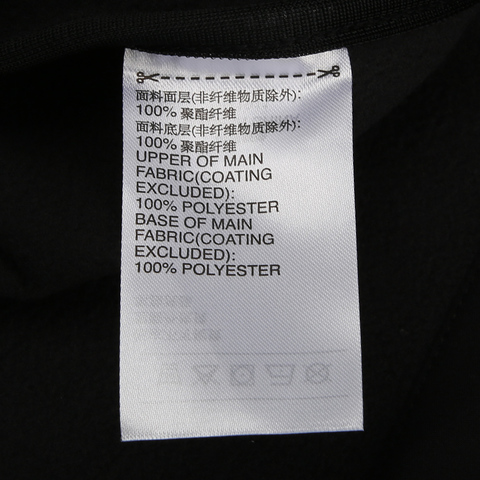 面料面层(非纤维物质除外):
100% 聚酯纤维
面料底层(非纤维物质除外):
100% 聚酯纤维
UPPER OF MAIN
FABRIC(COATING
EXCLUDED):
100% POLYESTER
BASE OF MAIN
FABRIC(COATING
EXCLUDED):
100% POLYESTER